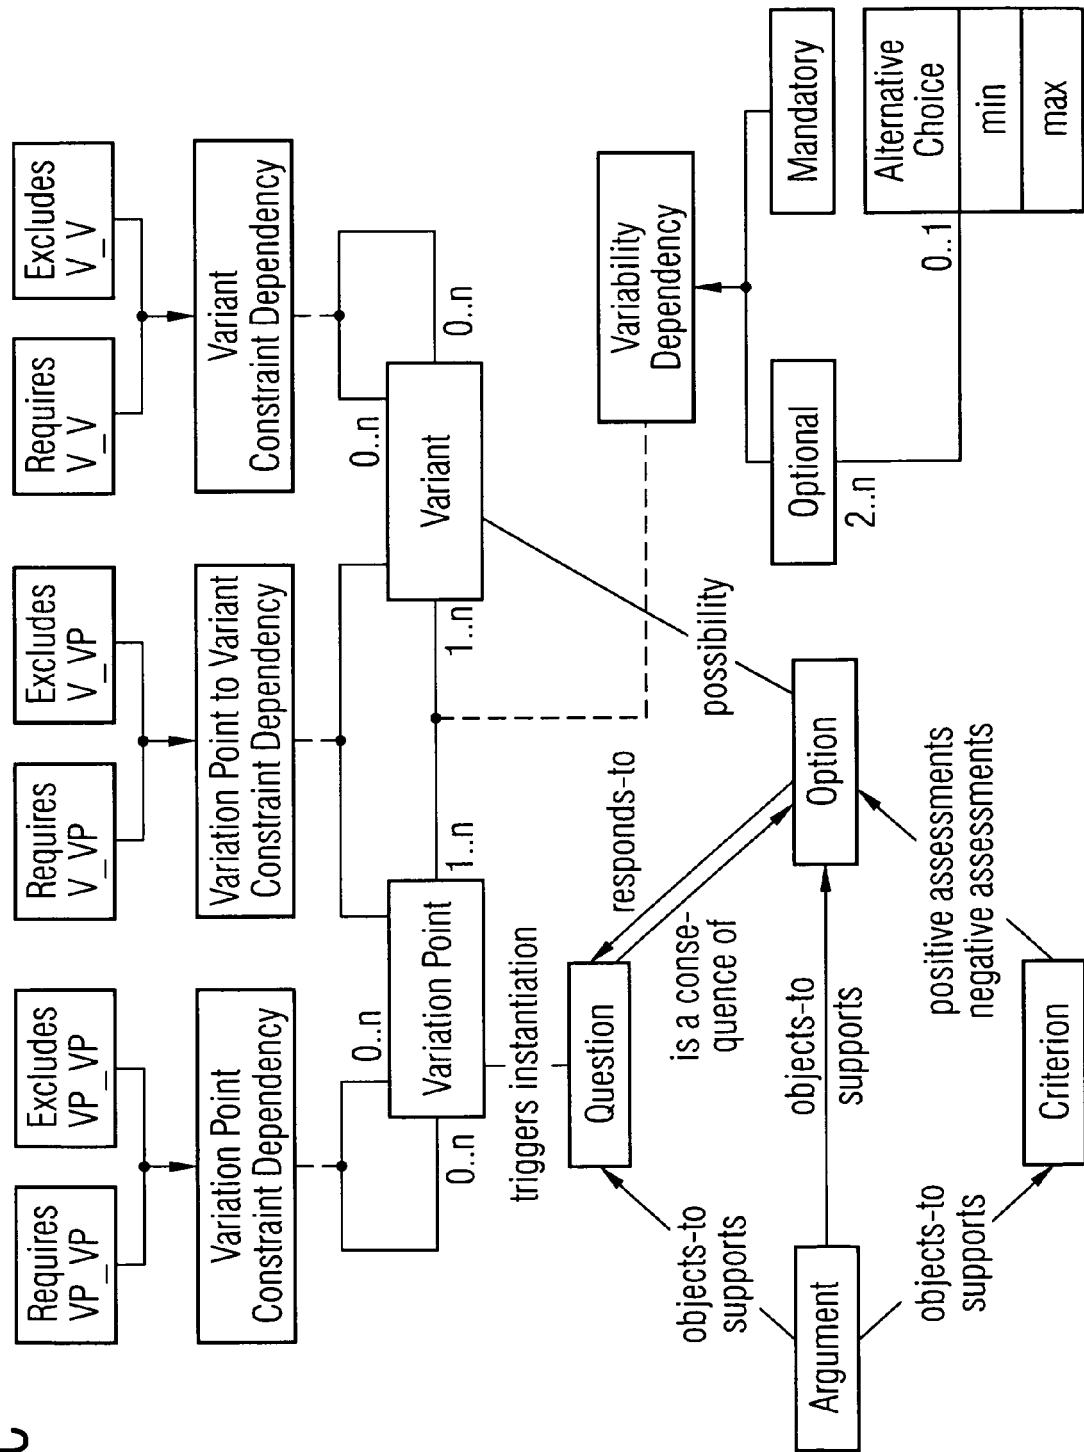 Requires
VP_VP
Excludes
VP_VP
Requires
V_VP
Excludes
V_VP
Requires
V_V
Excludes
V_V
Variation Point
Constraint Dependency
Variation Point to Variant
Constraint Dependency
Variant
Constraint Dependency
0..n
0..n
Variation Point
0..n
1..n
1..n
Variant
0..n
triggers instantiation
Question
responds-to
is a conse-
quence of
possibility
Variability
Dependency
objects-to
supports
Argument
objects-to
supports
Option
Optional
2..n
Mandatory
Alternative
Choice
min
max
0..1
objects-to
supports
positive assessments
negative assessments
Criterion